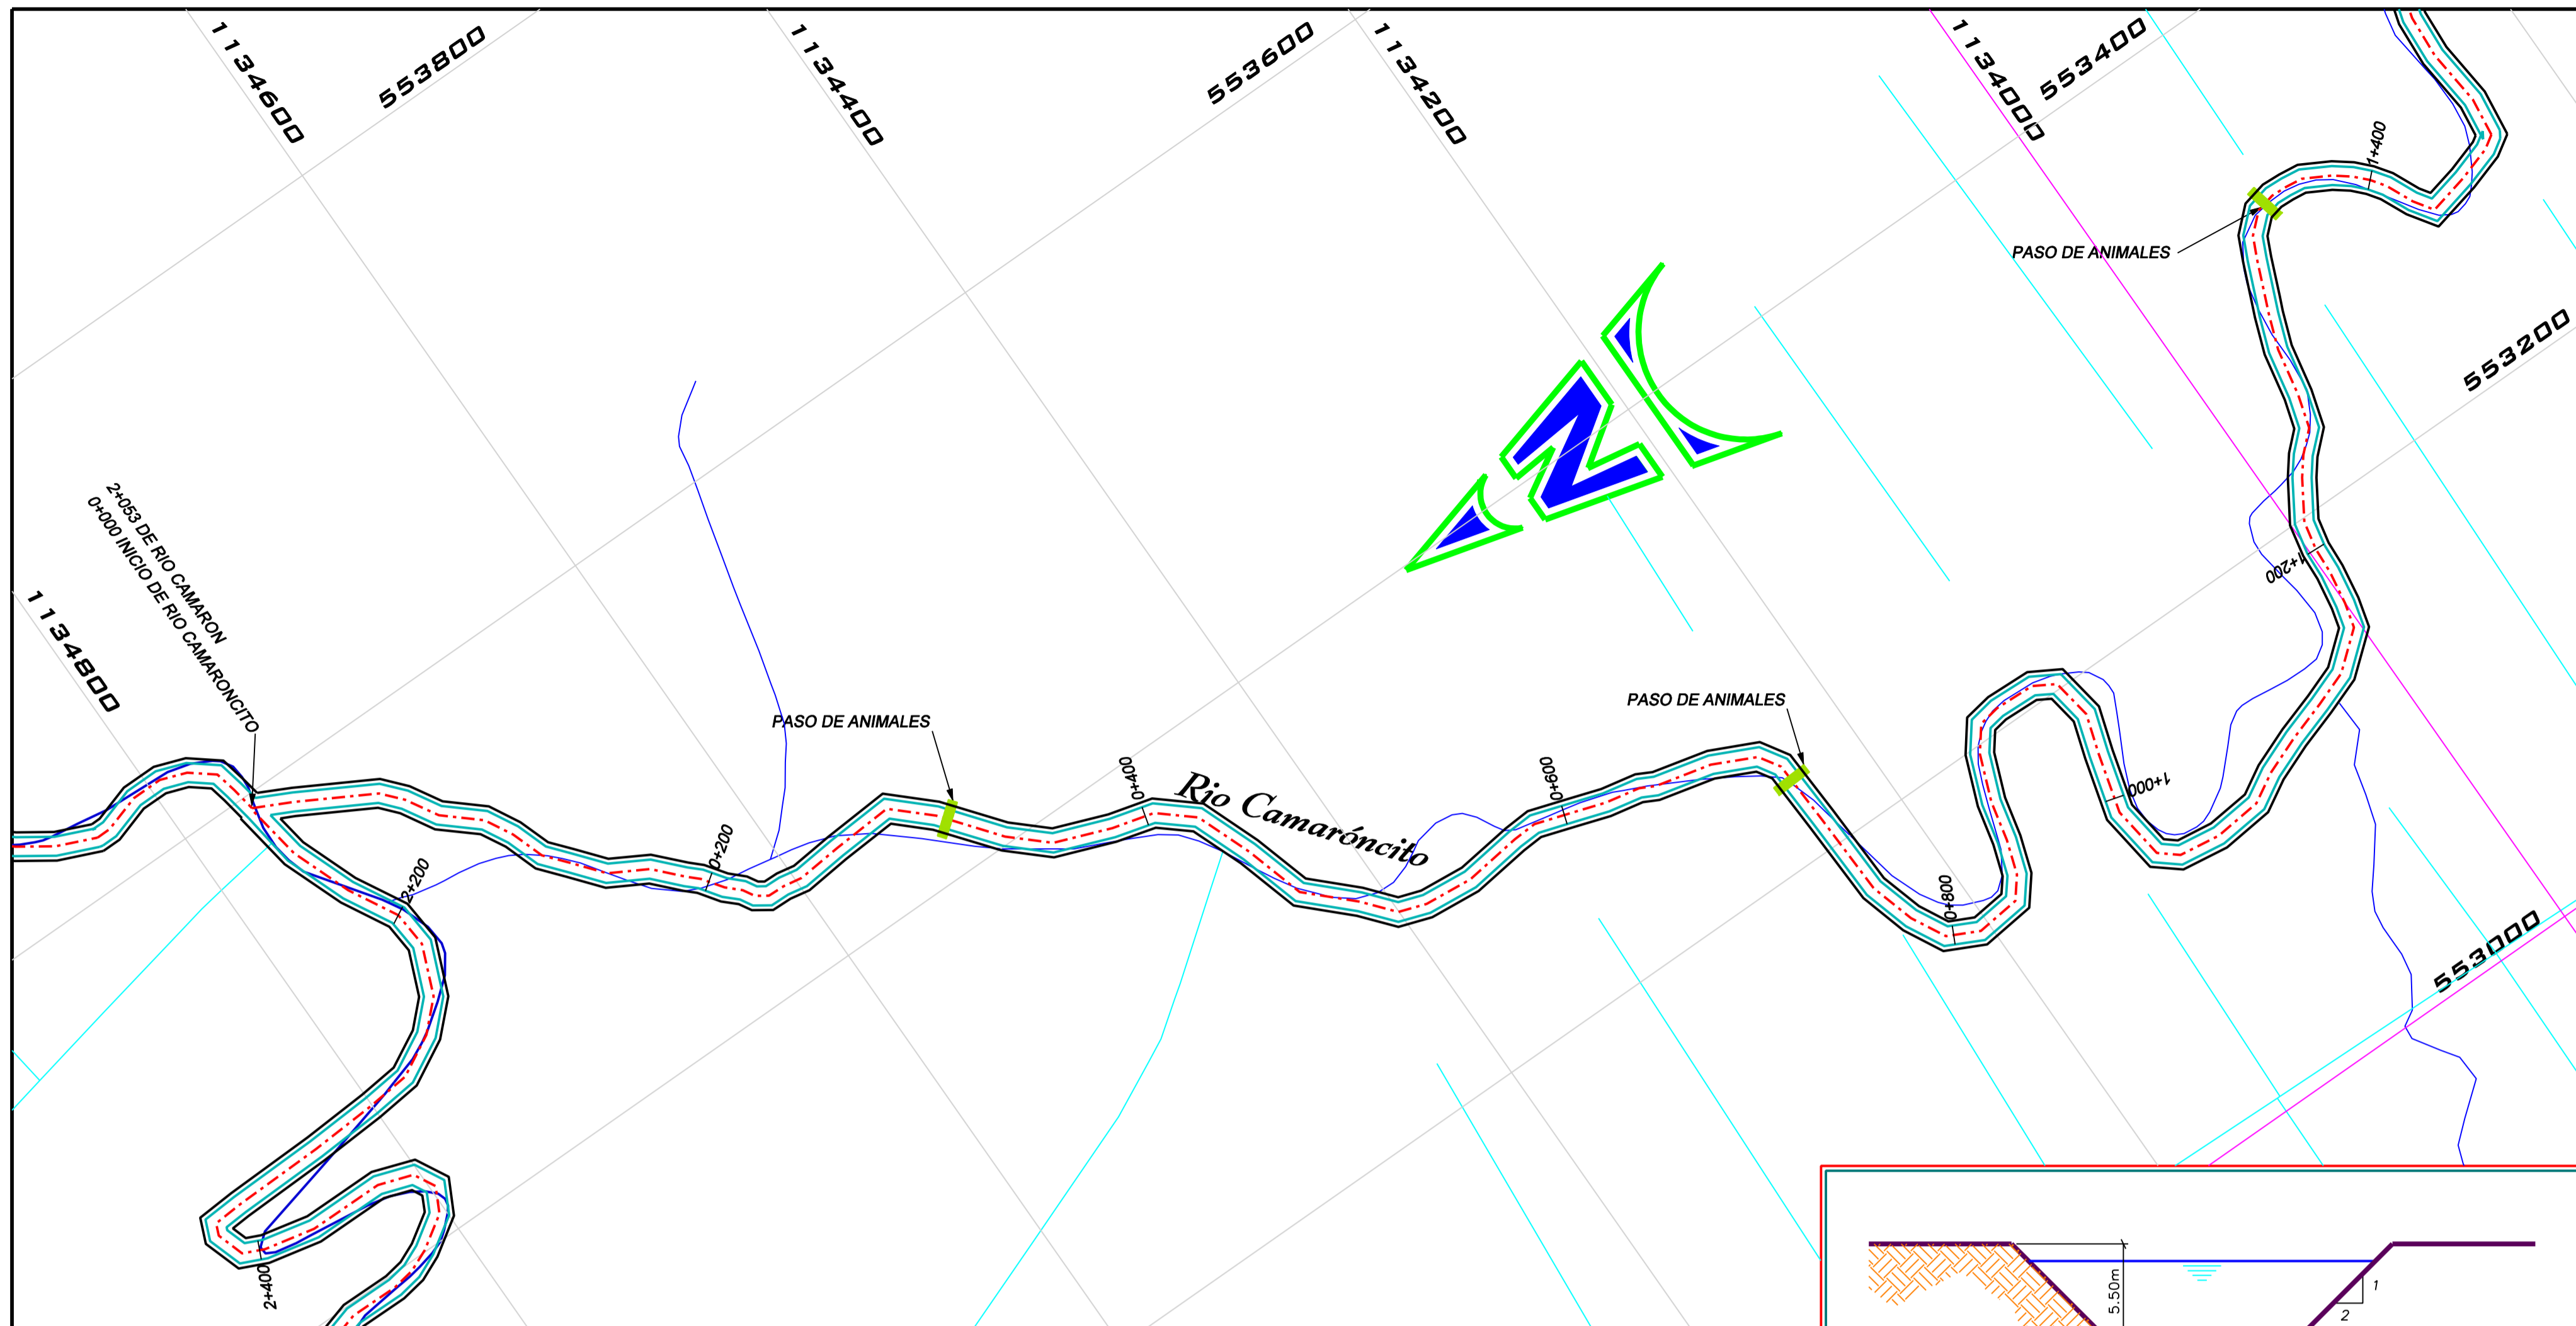 1134600
553800
1134400
553600
1134200
1134000
553400
1+400
PASO DE ANIMALES
553200
N
2+053 DE RIO CAMARON
0+000 INICIO DE RIO CAMARONCITO
1+200
1134800
PASO DE ANIMALES
PASO DE ANIMALES
0+400
Rio Camaróncito
0+600
1+000
0+200
2+200
0+800
553000
2+400
5.50m
1
2